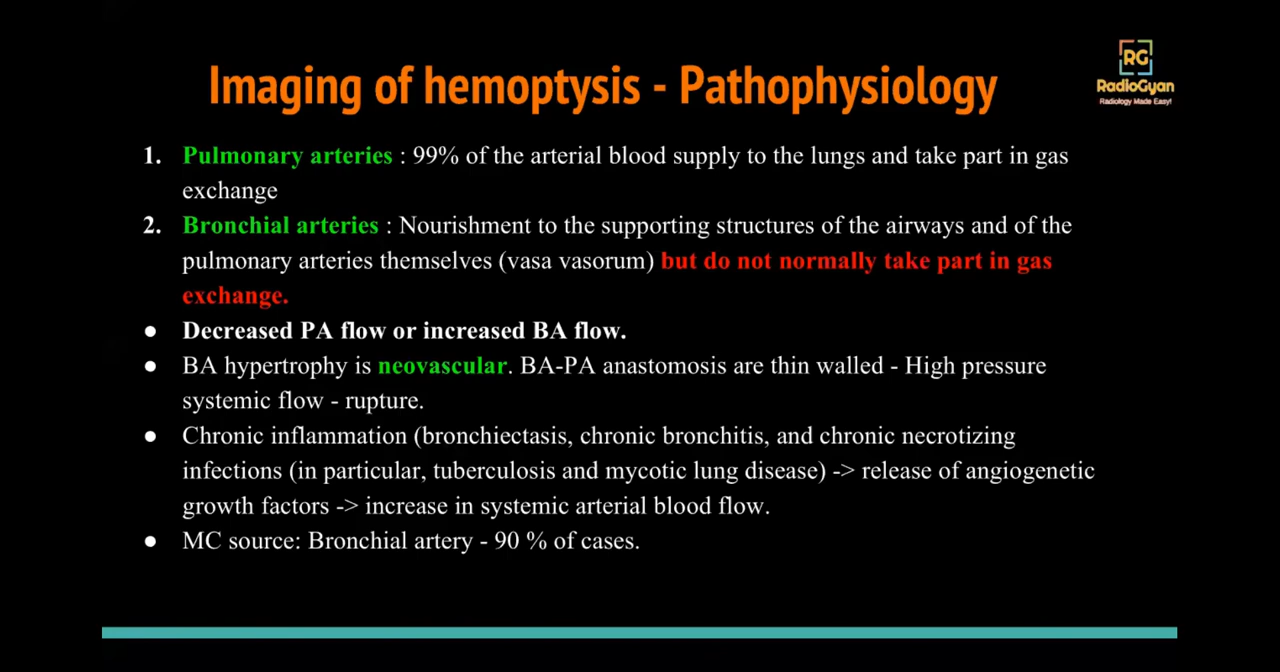 Imaging of hemoptysis - Pathophysiology
RG
RadioGyan
Radiology Made Easy!
1. Pulmonary arteries : 99% of the arterial blood supply to the lungs and take part in gas
exchange
2. Bronchial arteries : Nourishment to the supporting structures of the airways and of the
pulmonary arteries themselves (vasa vasorum) but do not normally take part in gas
exchange.
● Decreased PA flow or increased BA flow.
● BA hypertrophy is neovascular. BA-PA anastomosis are thin walled - High pressure
systemic flow - rupture.
● Chronic inflammation (bronchiectasis, chronic bronchitis, and chronic necrotizing
infections (in particular, tuberculosis and mycotic lung disease) -> release of angiogenetic
growth factors -> increase in systemic arterial blood flow.
● MC source: Bronchial artery - 90 % of cases.